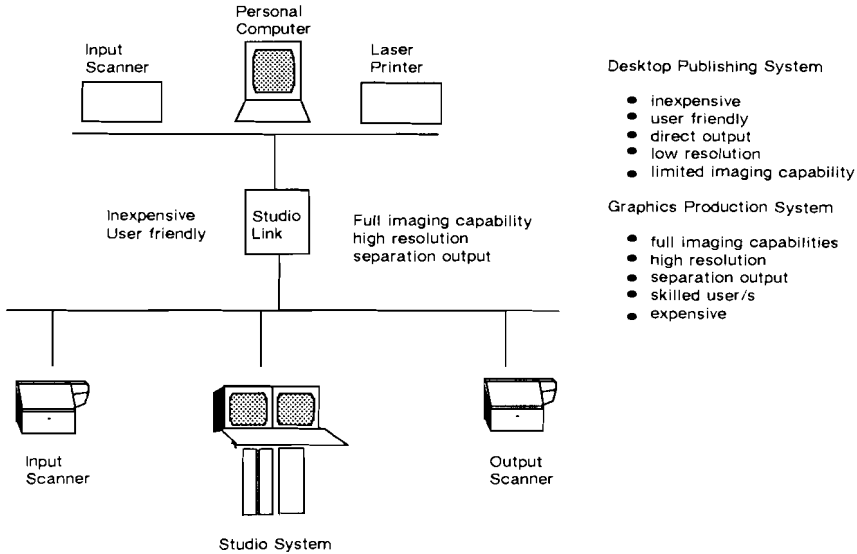 Personal
Computer
Input
Scanner
Laser
Printer
Inexpensive
User friendly
Studio
Link
Full imaging capability
high resolution
separation output
Input
Scanner
Studio System
Output
Scanner
Desktop Publishing System
● inexpensive
● user friendly
● direct output
● low resolution
● limited imaging capability
Graphics Production System
● full imaging capabilities
● high resolution
● separation output
● skilled user/s
● expensive